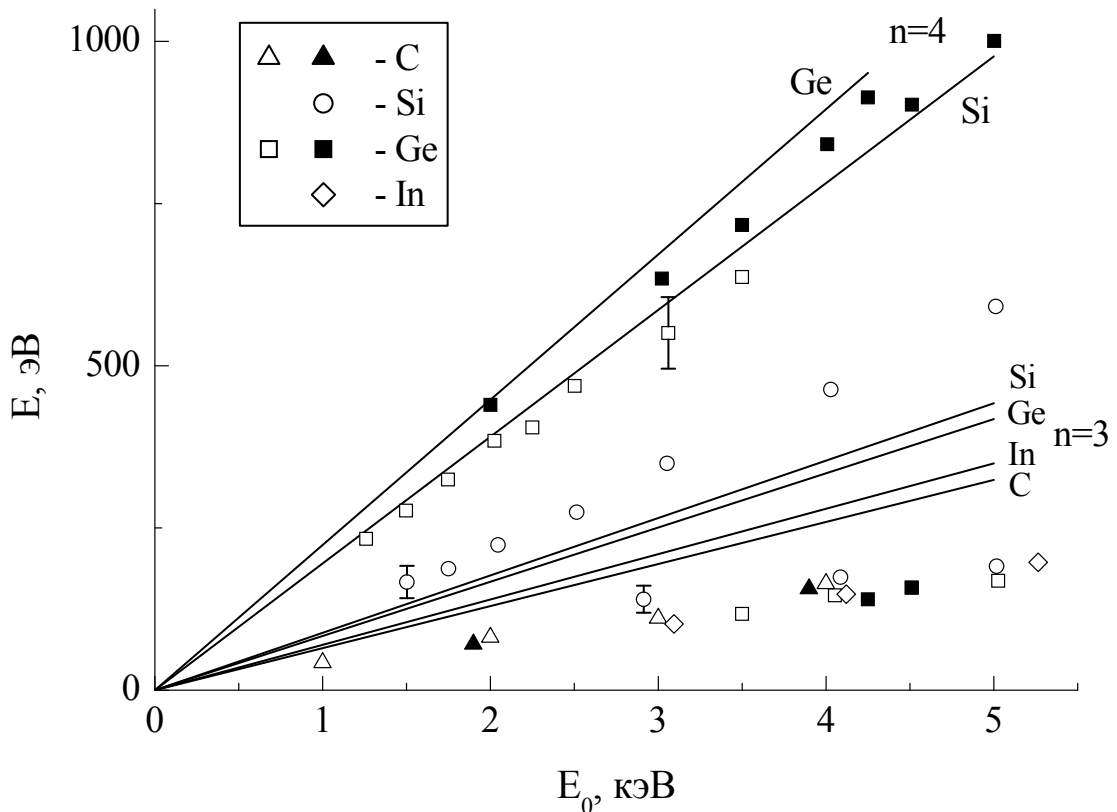 1000
500
0
E, эВ
- C
- Si
- Ge
- In
n=4
Ge
Si
Si
Ge
n=3
In
C
0
1
2
3
4
5
E₀, кэВ